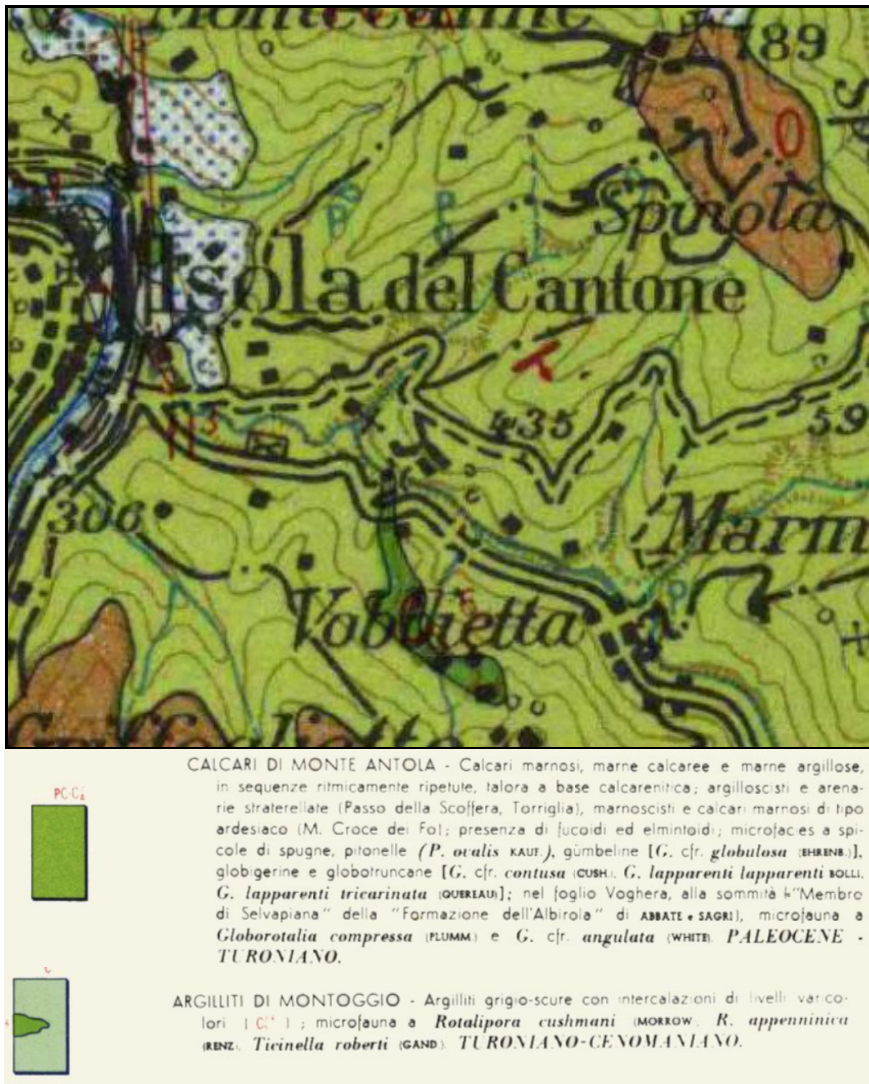 789
Spinola
O
Isola del Cantone
P
435
59
306
Marm
Vobbietta
PC-C
CALCARI DI MONTE ANTOLA - Calcari marnosi, marne calcaree e marne argillose,
in sequenze ritmicamente ripetute, talora a base calcarenitica; argilloscisti e arena-
rie straterellate (Passo della Scoffera, Torriglia), marnoscisti e calcari marnosi di tipo
ardesiaco (M. Croce dei Fo); presenza di fucoidi ed elmintoidi; microfacies a spi-
cole di spugne, pitonelle (P. ovalis KAUF.), gümbeline [G. cfr. globulosa (EHRENB.)],
globigerine e globotruncane [G. cfr. contusa (CUSH.), G. lapparenti lapparenti BOLLI,
G. lapparenti tricarinata (QUEREAU)]; nel foglio Voghera, alla sommità ("Membro
di Selvapiana" della "Formazione dell'Albirola" di ABBATE e SAGRI), microfauna a
Globorotalia compressa (PLUMM.) e G. cfr. angulata (WHITE). PALEOCENE -
TURONIANO.
ARGILLITI DI MONTOGGIO - Argilliti grigio-scure con intercalazioni di livelli varico-
lori ( ); microfauna a Rotalipora cushmani (MORROW), R. appenninica
(RENZ), Ticinella roberti (GAND.). TURONIANO-CENOMANIANO.